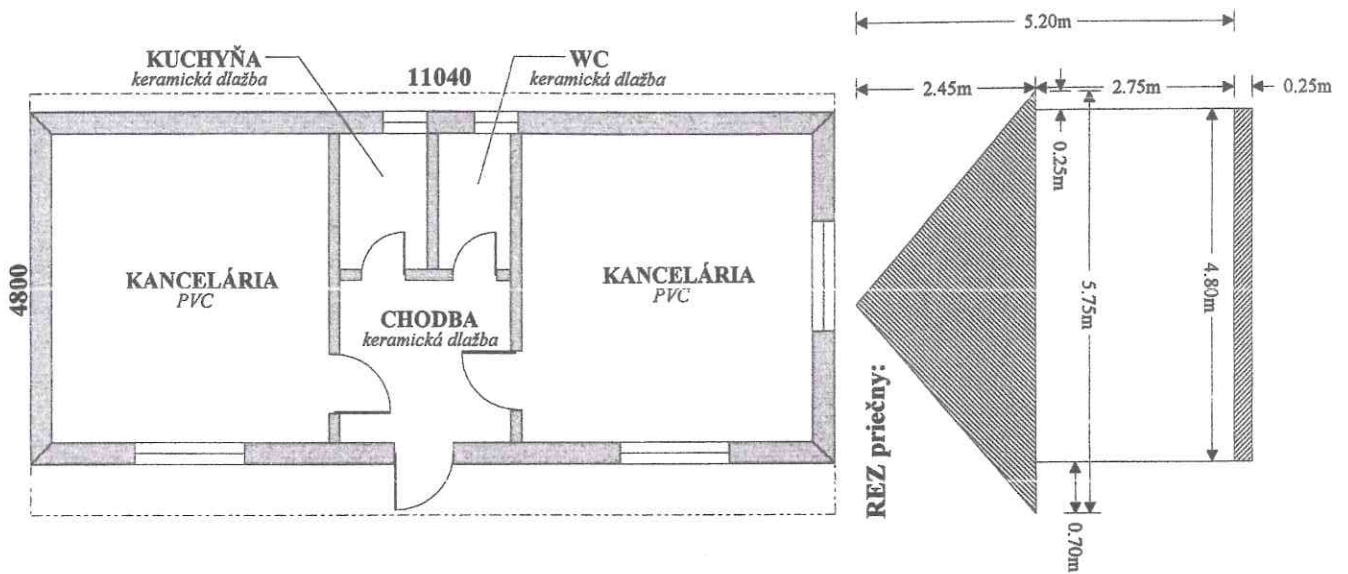 KUCHYŇA
keramická dlažba
WC
keramická dlažba
11040
4800
KANCELÁRIA
PVC
CHODBA
keramická dlažba
KANCELÁRIA
PVC
REZ priečny:
5.20m
2.45m
2.75m
0.25m
0.25m
5.75m
4.80m
0.70m